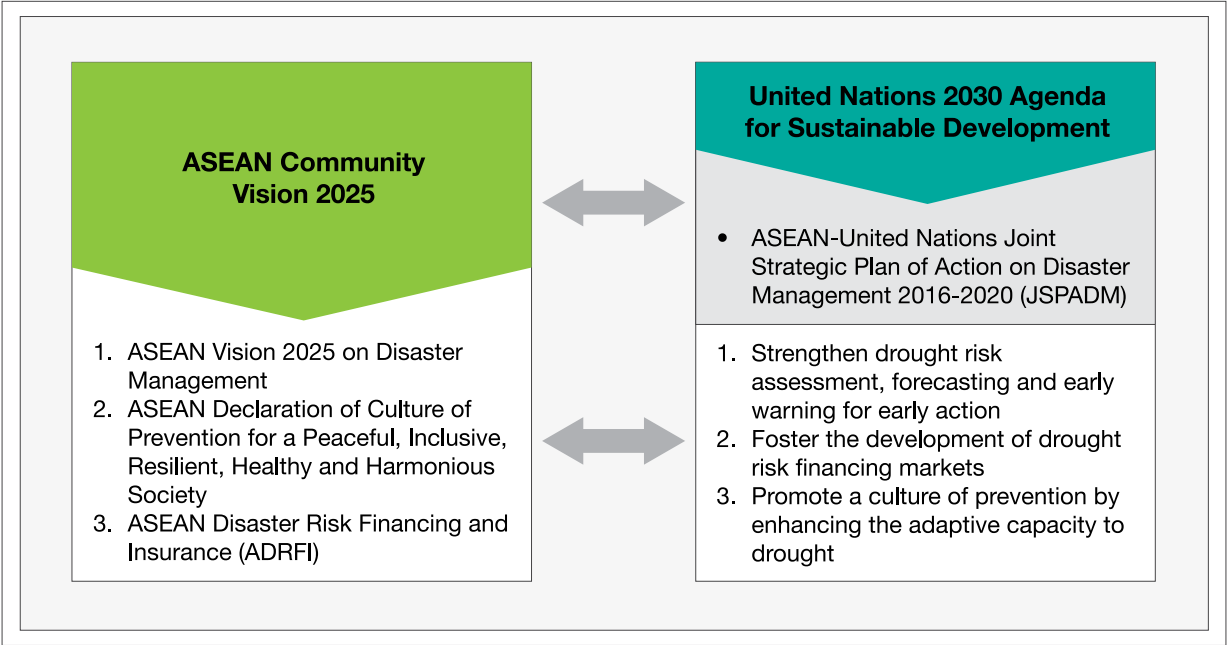 ASEAN Community
Vision 2025
1. ASEAN Vision 2025 on Disaster
Management
2. ASEAN Declaration of Culture of
Prevention for a Peaceful, Inclusive,
Resilient, Healthy and Harmonious
Society
3. ASEAN Disaster Risk Financing and
Insurance (ADRFI)
United Nations 2030 Agenda
for Sustainable Development
• ASEAN-United Nations Joint
Strategic Plan of Action on Disaster
Management 2016-2020 (JSPADM)
1. Strengthen drought risk
assessment, forecasting and early
warning for early action
2. Foster the development of drought
risk financing markets
3. Promote a culture of prevention by
enhancing the adaptive capacity to
drought